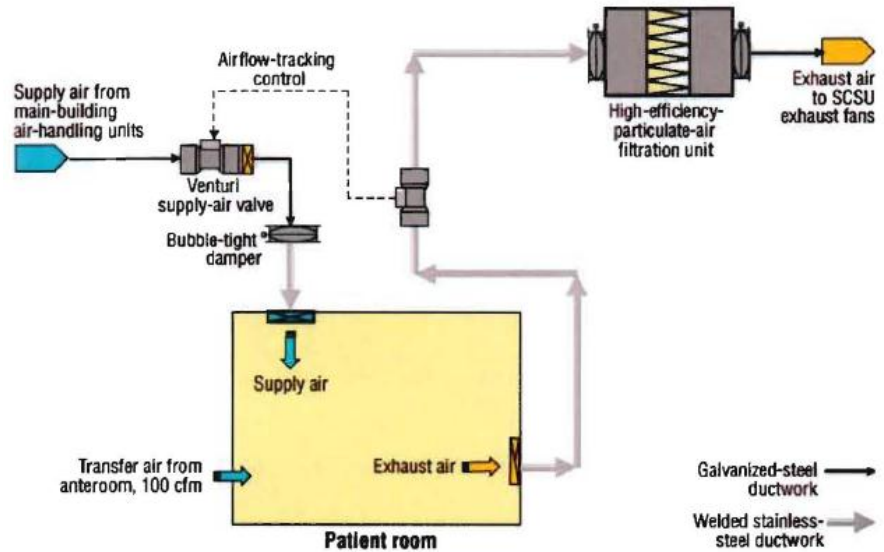 Airflow-tracking
control
Supply air from
main-building
air-handling units
Exhaust air
to SCSU
exhaust fans
High-efficiency-
particulate-air
filtration unit
Venturi
supply-air valve
Bubble-tight
damper
Supply air
Transfer air from
anteroom, 100 cfm
Exhaust air
Galvanized-steel
ductwork
Welded stainless-
steel ductwork
Patient room